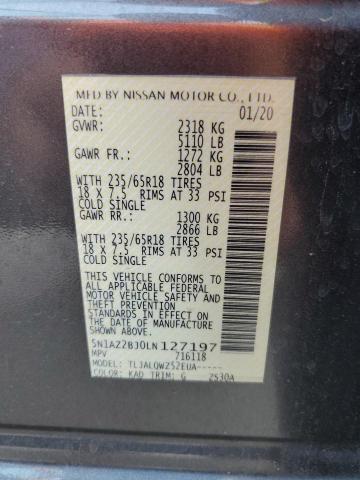 MFD BY NISSAN MOTOR CO., LTD.
DATE: 01/20
GVWR: 2318 KG
5110 LB
GAWR FR.: 1272 KG
2804 LB
WITH 235/65R18 TIRES
18 X 7.5 RIMS AT 33 PSI
COLD SINGLE
GAWR RR.: 1300 KG
2866 LB
WITH 235/65R18 TIRES
18 X 7.5 RIMS AT 33 PSI
COLD SINGLE
THIS VEHICLE CONFORMS TO
ALL APPLICABLE FEDERAL
MOTOR VEHICLE SAFETY
STANDARDS IN EFFECT ON
THE DATE OF MANUFACTURE
SHOWN ABOVE.
5N1AZ2BJ0LN127197
MPV 716118
MODEL: TLJALQWZ52EUA-----
COLOR: KAD TRIM: G 2530A